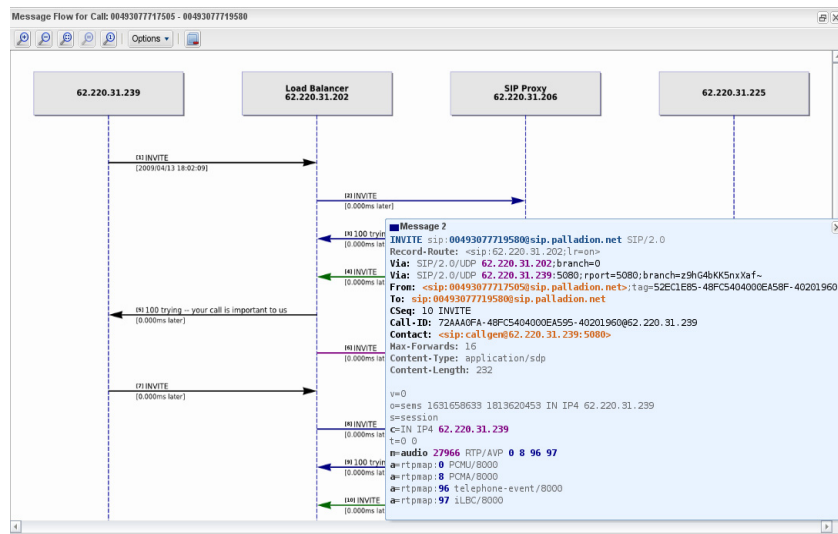 Message Flow for Call: 00493077717505 - 00493077719580
Options
62.220.31.239
Load Balancer
62.220.31.202
SIP Proxy
62.220.31.206
62.220.31.225
[1] INVITE
[2009/04/13 18:02:09]
[2] INVITE
[0.000ms later]
[3] 100 tryin
[0.000ms lat
[4] INVITE
[0.000ms lat
[5] 100 trying -- your call is important to us
[0.000ms later]
[6] INVITE
[0.000ms lat
[7] INVITE
[0.000ms later]
[8] INVITE
[0.000ms lat
[9] 100 tryin
[0.000ms lat
[10] INVITE
[0.000ms lat
Message 2
INVITE sip:00493077719580@sip.palladion.net SIP/2.0
Record-Route: <sip:62.220.31.202;lr=on>
Via: SIP/2.0/UDP 62.220.31.202;branch=0
Via: SIP/2.0/UDP 62.220.31.239:5080;rport=5080;branch=z9hG4bKK5nxXaf~
From: <sip:00493077717505@sip.palladion.net>;tag=52EC1E85-48FC5404000EA58F-40201960
To: sip:00493077719580@sip.palladion.net
CSeq: 10 INVITE
Call-ID: 72AAA0FA-48FC5404000EA595-40201960@62.220.31.239
Contact: <sip:callgen@62.220.31.239:5080>
Max-Forwards: 16
Content-Type: application/sdp
Content-Length: 232
v=0
o=sems 1631658633 1813620453 IN IP4 62.220.31.239
s=session
c=IN IP4 62.220.31.239
t=0 0
m=audio 27966 RTP/AVP 0 8 96 97
a=rtpmap:0 PCMU/8000
a=rtpmap:8 PCMA/8000
a=rtpmap:96 telephone-event/8000
a=rtpmap:97 iLBC/8000